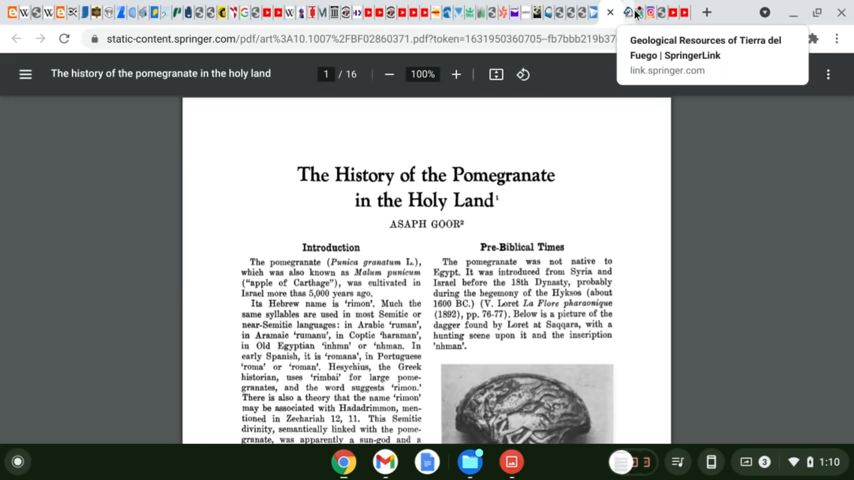 static-content.springer.com/pdf/art%3A10.1007%2FBF02860371.pdf?token=1631950360705--fb7bbb219b37
Geological Resources of Tierra del
Fuego | SpringerLink
link.springer.com
The history of the pomegranate in the holy land
1 / 16
100%
The History of the Pomegranate
in the Holy Land¹
ASAPH GOOR²
Introduction
The pomegranate (Punica granatum L.),
which was also known as Malum punicum
("apple of Carthage"), was cultivated in
Israel more than 5,000 years ago.
Its Hebrew name is 'rimon'. Much the
same syllables are used in most Semitic or
near-Semitic languages: in Arabic 'ruman',
in Aramaic 'rumanu', in Coptic 'haraman',
in Old Egyptian 'inhmn' or 'nhman. In
early Spanish, it is 'romana', in Portuguese
'roma' or 'roman'. Hesychius, the Greek
historian, uses 'rimbai' for large pome-
granates, and the word suggests 'rimon.'
There is also a theory that the name 'rimon'
may be associated with Hadadrimmon, men-
tioned in Zechariah 12, 11. This Semitic
divinity, semantically linked with the pome-
granate, was apparently a sun-god and a
Pre-Biblical Times
The pomegranate was not native to
Egypt. It was introduced from Syria and
Israel before the 18th Dynasty, probably
during the hegemony of the Hyksos (about
1600 BC.) (V. Loret La Flore pharaonique
(1892), pp. 76-77). Below is a picture of the
dagger found by Loret at Saqqara, with a
hunting scene upon it and the inscription
'nhman'.
3
1:10